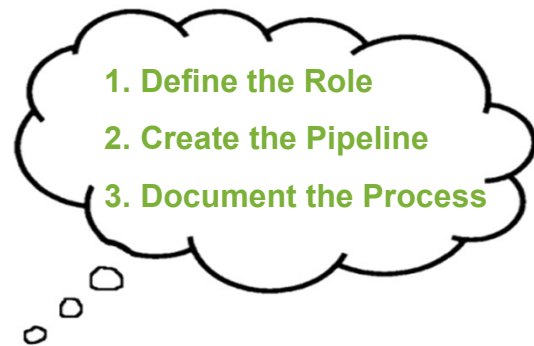 1. Define the Role
2. Create the Pipeline
3. Document the Process